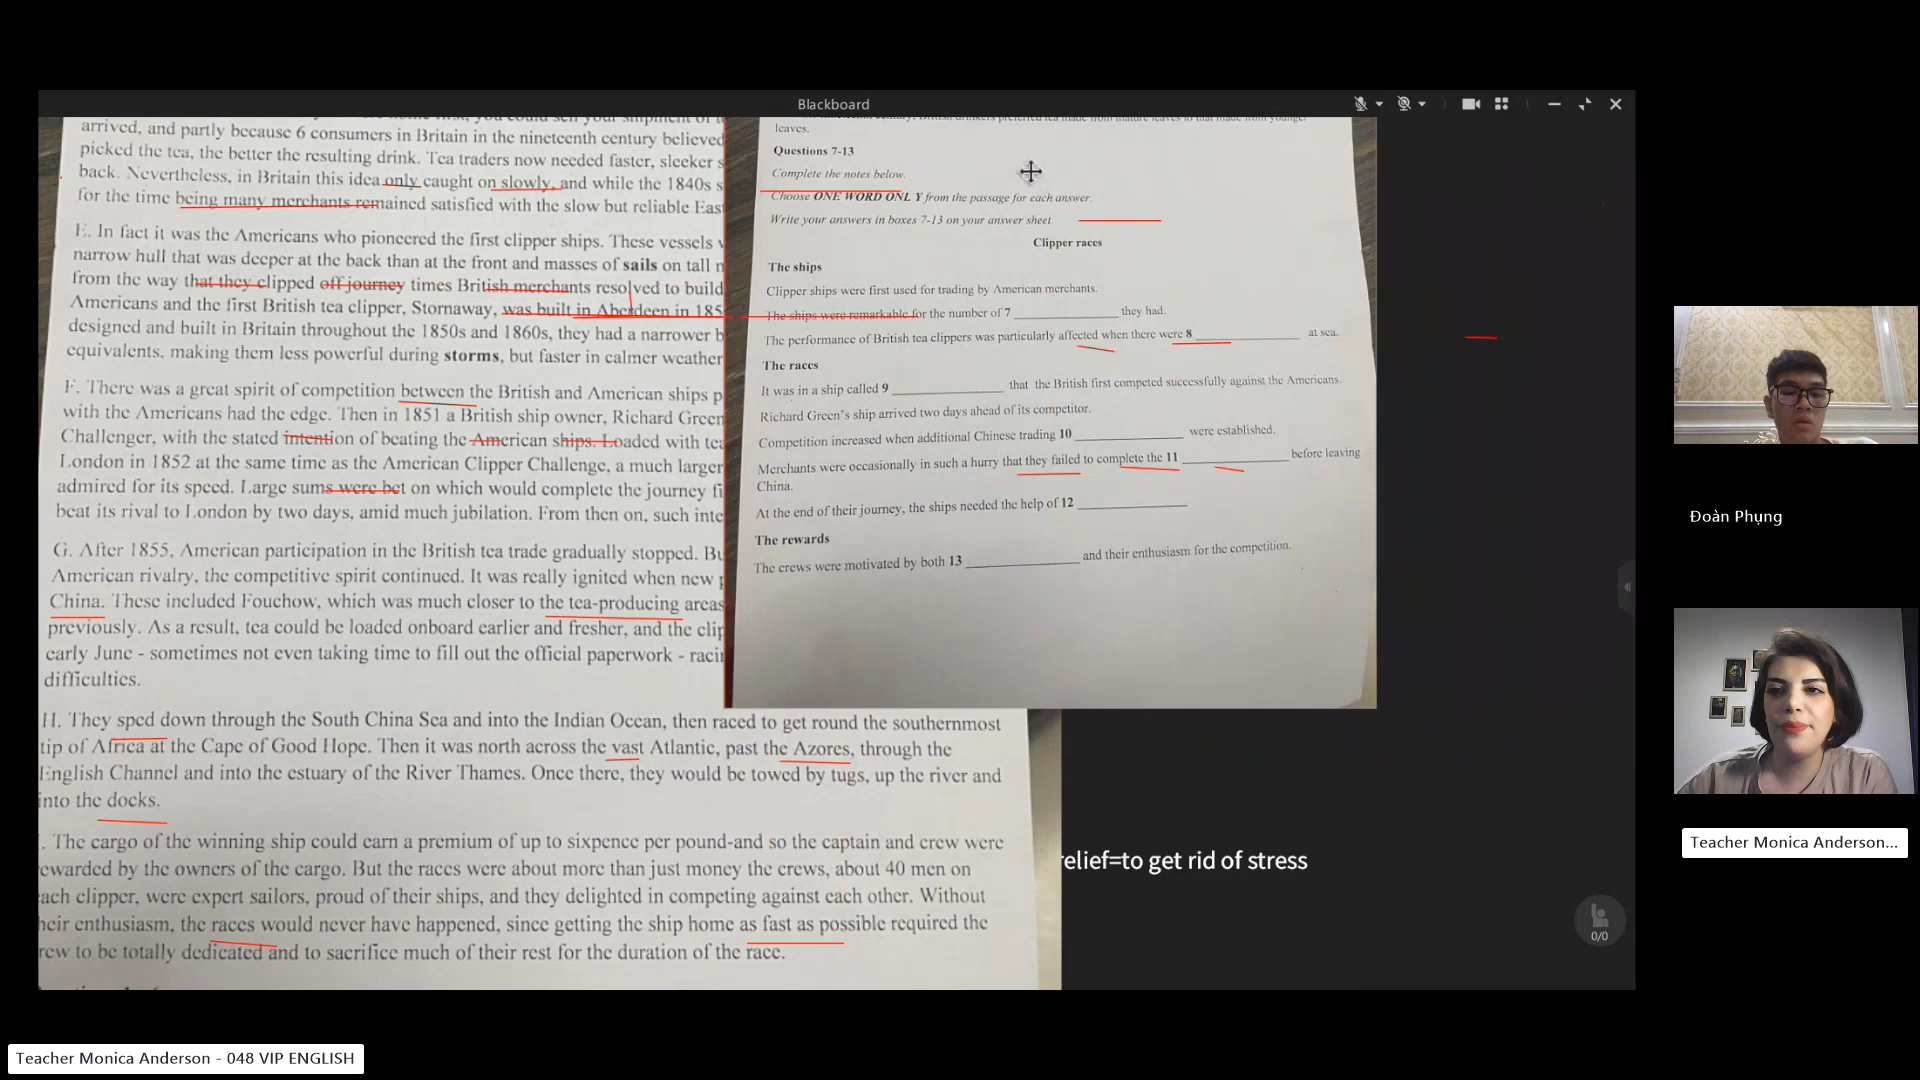 Blackboard
arrived, and partly because 6 consumers in Britain in the nineteenth century believed
picked the tea, the better the resulting drink. Tea traders now needed faster, sleeker s
back. Nevertheless, in Britain this idea only caught on slowly, and while the 1840s s
for the time being many merchants remained satisfied with the slow but reliable Eas
E. In fact it was the Americans who pioneered the first clipper ships. These vessels
narrow hull that was deeper at the back than at the front and masses of sails on tall
from the way that they clipped off journey times British merchants resolved to build
Americans and the first British tea clipper, Stornaway, was built in Aberdeen in 185
designed and built in Britain throughout the 1850s and 1860s, they had a narrower b
equivalents. making them less powerful during storms, but faster in calmer weather
F. There was a great spirit of competition between the British and American ships p
with the Americans had the edge. Then in 1851 a British ship owner, Richard Green
Challenger, with the stated intention of beating the American ships. Loaded with tea
London in 1852 at the same time as the American Clipper Challenge, a much larger
admired for its speed. Large sums were bet on which would complete the journey fi
beat its rival to London by two days, amid much jubilation. From then on, such inte
G. After 1855, American participation in the British tea trade gradually stopped. Bu
American rivalry, the competitive spirit continued. It was really ignited when new
China. These included Fouchow, which was much closer to the tea-producing areas
previously. As a result, tea could be loaded onboard earlier and fresher, and the clip
early June - sometimes not even taking time to fill out the official paperwork - racin
difficulties.
H. They sped down through the South China Sea and into the Indian Ocean, then raced to get round the southernmost
tip of Africa at the Cape of Good Hope. Then it was north across the vast Atlantic, past the Azores, through the
English Channel and into the estuary of the River Thames. Once there, they would be towed by tugs, up the river and
into the docks.
. The cargo of the winning ship could earn a premium of up to sixpence per pound-and so the captain and crew were
ewarded by the owners of the cargo. But the races were about more than just money the crews, about 40 men on
ach clipper, were expert sailors, proud of their ships, and they delighted in competing against each other. Without
heir enthusiasm, the races would never have happened, since getting the ship home as fast as possible required the
rew to be totally dedicated and to sacrifice much of their rest for the duration of the race.
British drinkers preferred tea made from mature leaves to that made from younger
leaves.
Questions 7-13
Complete the notes below.
Choose ONE WORD ONL Y from the passage for each answer.
Write your answers in boxes 7-13 on your answer sheet.
Clipper races
The ships
Clipper ships were first used for trading by American merchants.
The ships were remarkable for the number of 7 ____________ they had.
The performance of British tea clippers was particularly affected when there were 8 ____________ at sea.
The races
It was in a ship called 9 ____________ that the British first competed successfully against the Americans.
Richard Green's ship arrived two days ahead of its competitor.
Competition increased when additional Chinese trading 10 ____________ were established.
Merchants were occasionally in such a hurry that they failed to complete the 11 ____________ before leaving
China.
At the end of their journey, the ships needed the help of 12 ____________
The rewards
The crews were motivated by both 13 ____________ and their enthusiasm for the competition.
elief=to get rid of stress
0/0
Đoàn Phụng
Teacher Monica Anderson...
Teacher Monica Anderson - 048 VIP ENGLISH